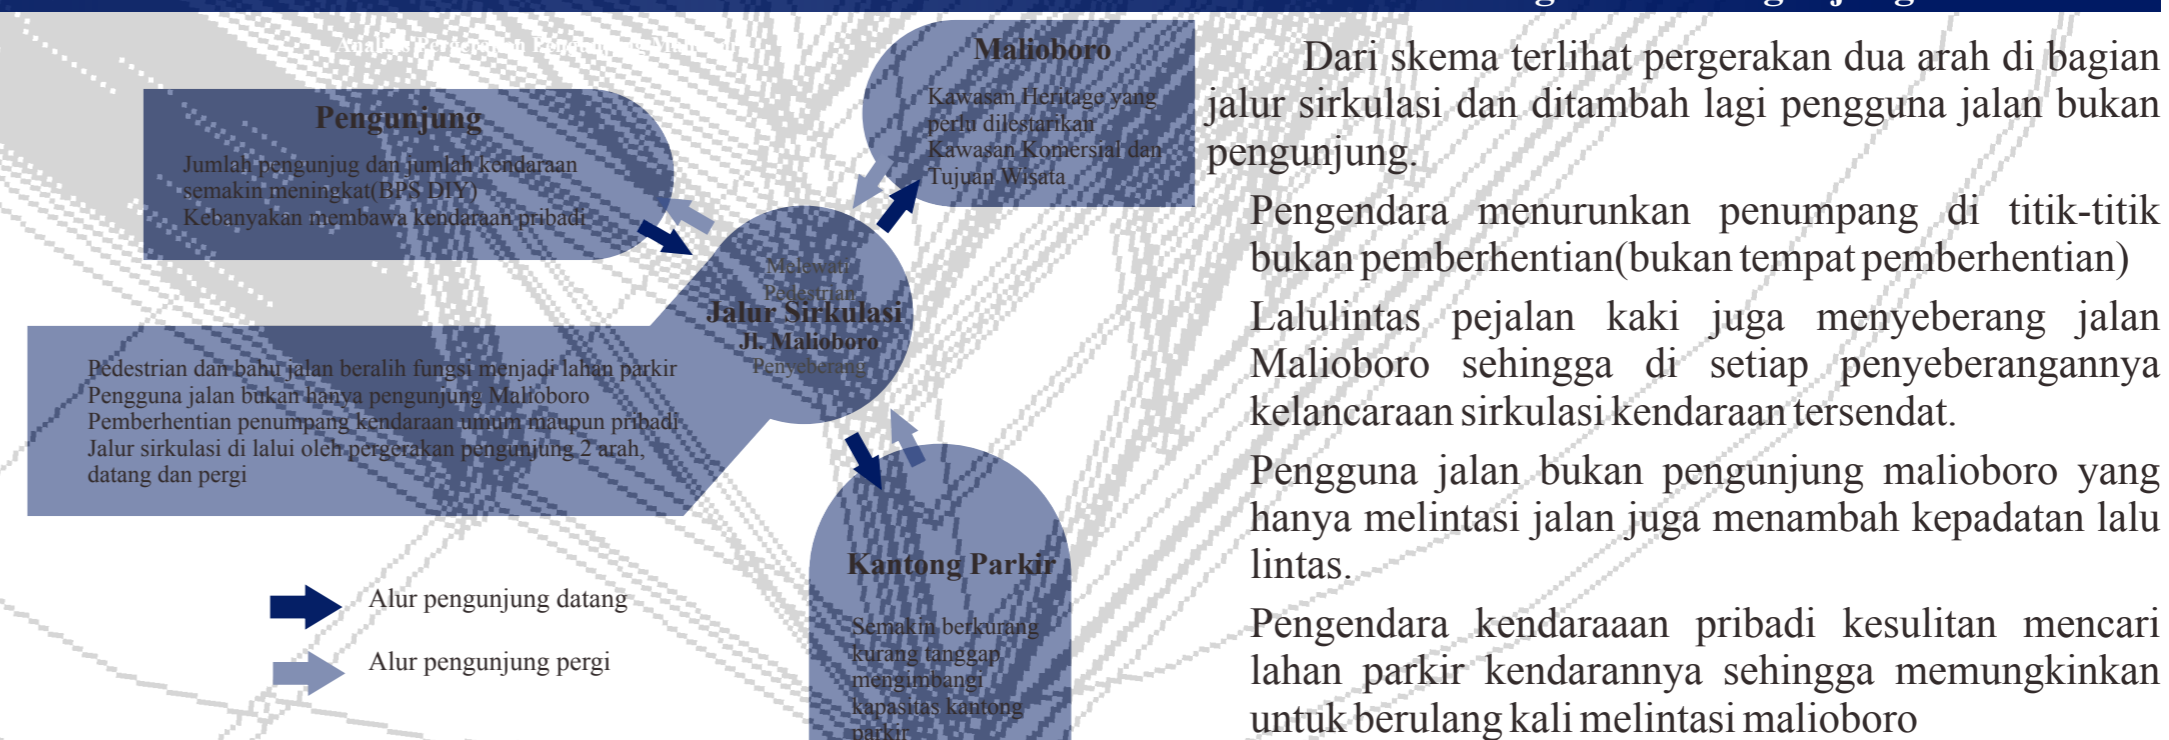 Malioboro
Kawasan Heritage yang
perlu dilestarikan
Kawasan Komersial dan
Tujuan Wisata
Pengunjung
Jumlah pengunjug dan jumlah kendaraan
semakin meningkat(BPS DIY)
Kebanyakan membawa kendaraan pribadi
Melewati
Pedestrian
Jalur Sirkulasi
Jl. Malioboro
Penyeberang
Pedestrian dan bahu jalan beralih fungsi menjadi lahan parkir
Pengguna jalan bukan hanya pengunjung Malioboro
Pemberhentian penumpang kendaraan umum maupun pribadi
Jalur sirkulasi di lalui oleh pergerakan pengunjung 2 arah,
datang dan pergi
Kantong Parkir
Semakin berkurang
kurang tanggap
mengimbangi
kapasitas kantong
parkir
Alur pengunjung datang
Alur pengunjung pergi
Dari skema terlihat pergerakan dua arah di bagian
jalur sirkulasi dan ditambah lagi pengguna jalan bukan
pengunjung.
Pengendara menurunkan penumpang di titik-titik
bukan pemberhentian(bukan tempat pemberhentian)
Lalulintas pejalan kaki juga menyeberang jalan
Malioboro sehingga di setiap penyeberangannya
kelancaraan sirkulasi kendaraan tersendat.
Pengguna jalan bukan pengunjung malioboro yang
hanya melintasi jalan juga menambah kepadatan lalu
lintas.
Pengendara kendaraaan pribadi kesulitan mencari
lahan parkir kendarannya sehingga memungkinkan
untuk berulang kali melintasi malioboro